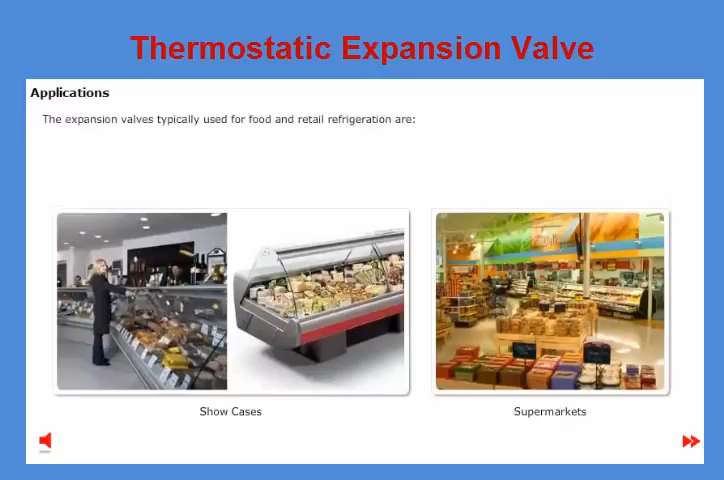 Thermostatic Expansion Valve
Applications
The expansion valves typically used for food and retail refrigeration are:
Show Cases
Supermarkets